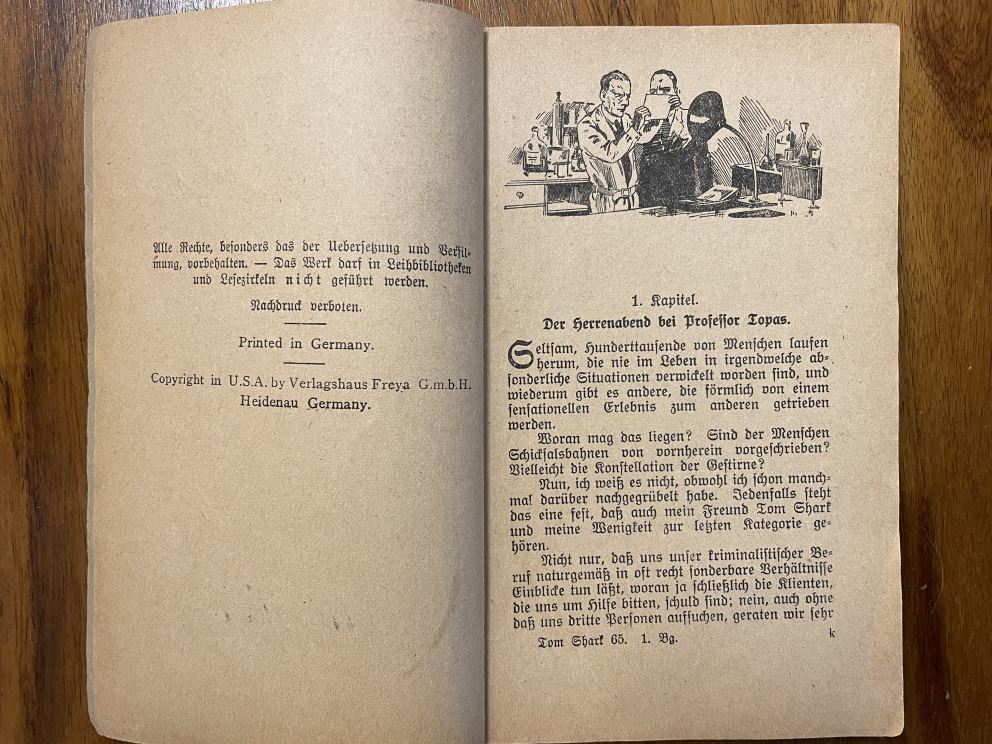 Alle Rechte, besonders das der Uebersetzung und Verfil-
mung, vorbehalten. — Das Werk darf in Leihbibliotheken
und Lesezirkeln nicht geführt werden.
Nachdruck verboten.
Printed in Germany.
Copyright in U.S.A. by Verlagshaus Freya G.m.b.H.
Heidenau Germany.
1. Kapitel.
Der Herrenabend bei Professor Topas.
Seltsam, Hunderttausende von Menschen laufen
herum, die nie im Leben in irgendwelche ab-
sonderliche Situationen verwickelt worden sind, und
wiederum gibt es andere, die förmlich von einem
sensationellen Erlebnis zum anderen getrieben
werden.
Woran mag das liegen? Sind der Menschen
Schicksalsbahnen von vornherein vorgeschrieben?
Vielleicht die Konstellation der Gestirne?
Nun, ich weiß es nicht, obwohl ich schon manch-
mal darüber nachgegrübelt habe. Jedenfalls steht
das eine fest, daß auch mein Freund Tom Shark
und meine Wenigkeit zur letzten Kategorie ge-
hören.
Nicht nur, daß uns unser kriminalistischer Be-
ruf naturgemäß in oft recht sonderbare Verhältnisse
Einblicke tun läßt, woran ja schließlich die Klienten,
die uns um Hilfe bitten, schuld sind; nein, auch ohne
daß uns dritte Personen aufsuchen, geraten wir sehr
Tom Shark 65. 1. Bg. k